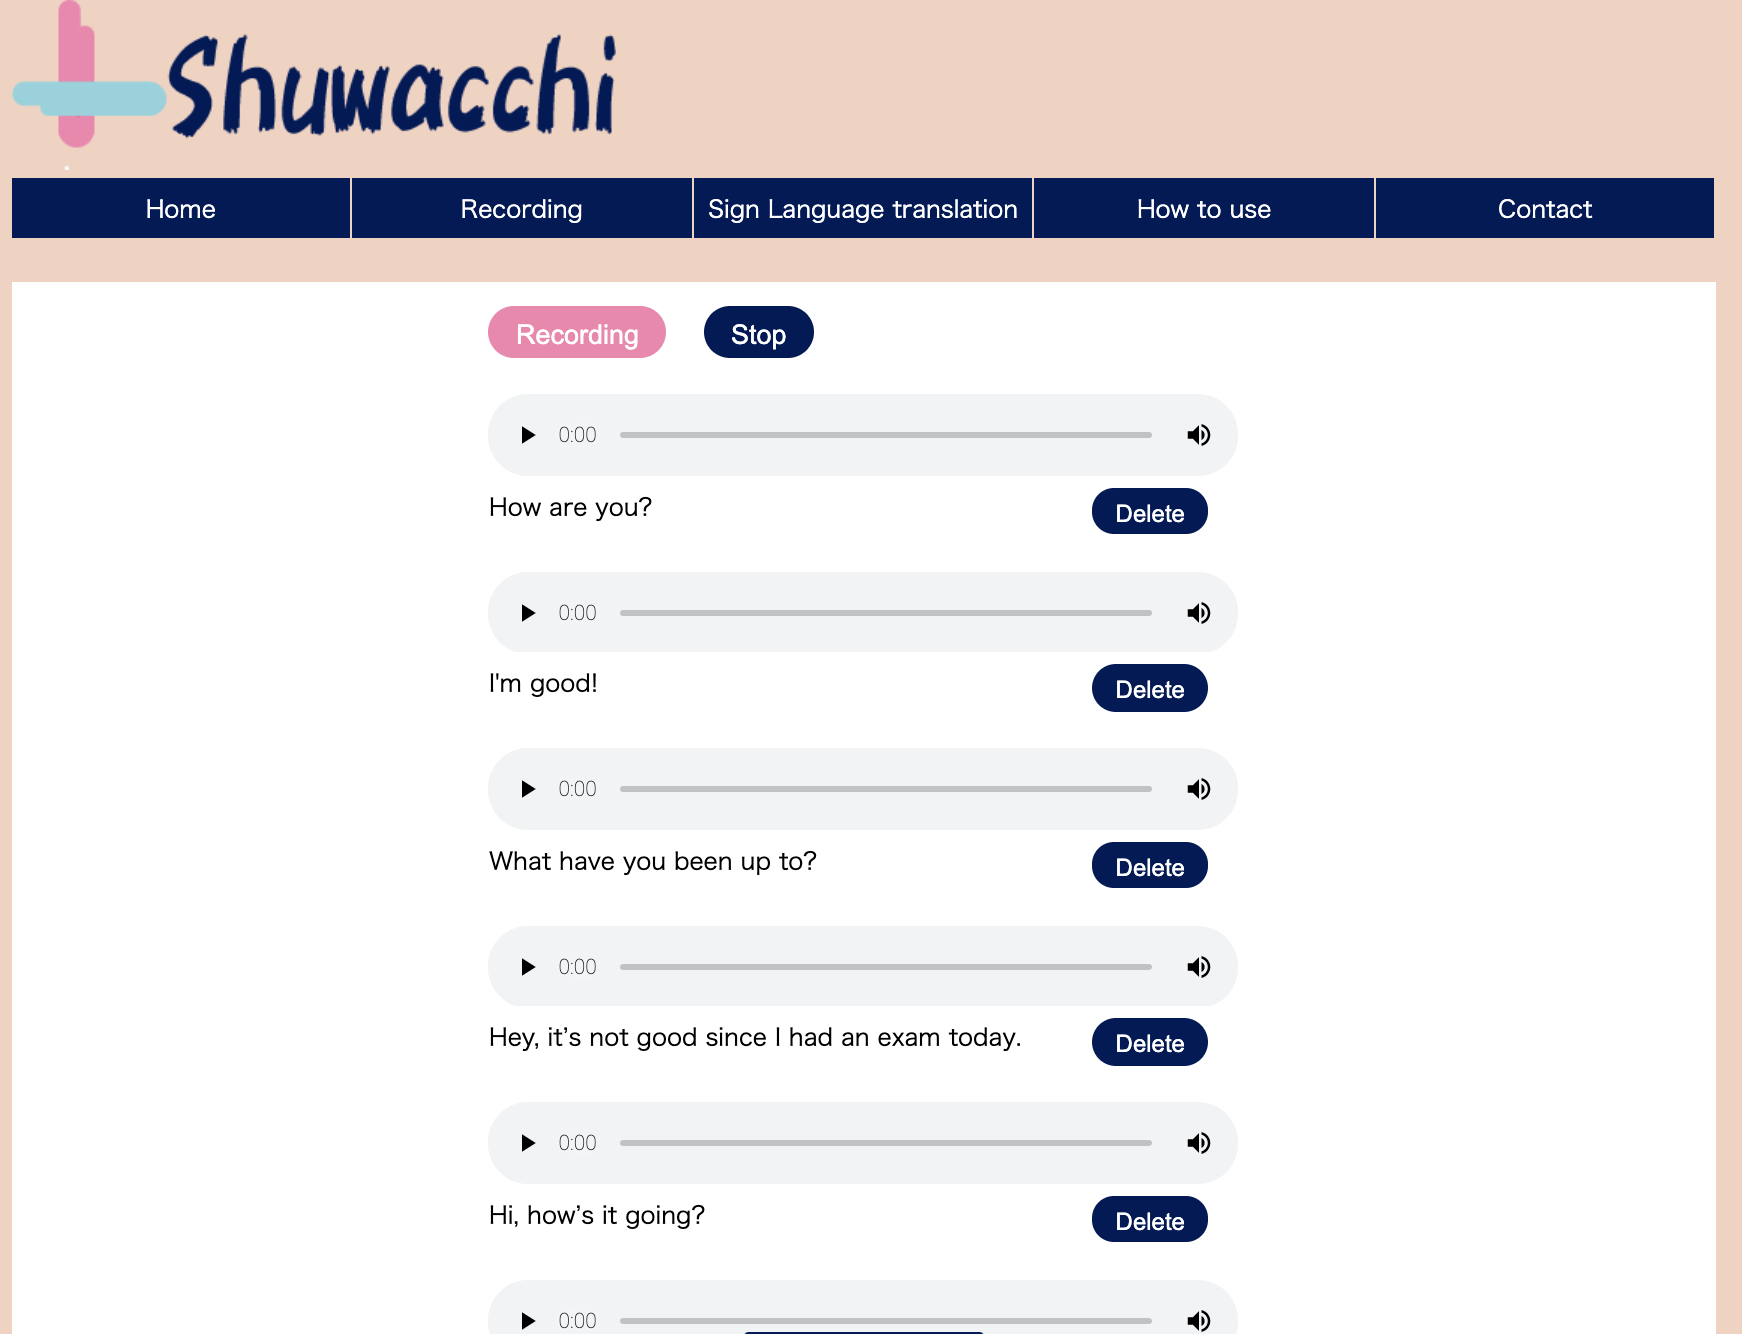 Shuwacchi
Home Recording Sign Language translation How to use Contact
Recording Stop
0:00
How are you? Delete
0:00
I'm good! Delete
0:00
What have you been up to? Delete
0:00
Hey, it’s not good since I had an exam today. Delete
0:00
Hi, how’s it going? Delete
0:00